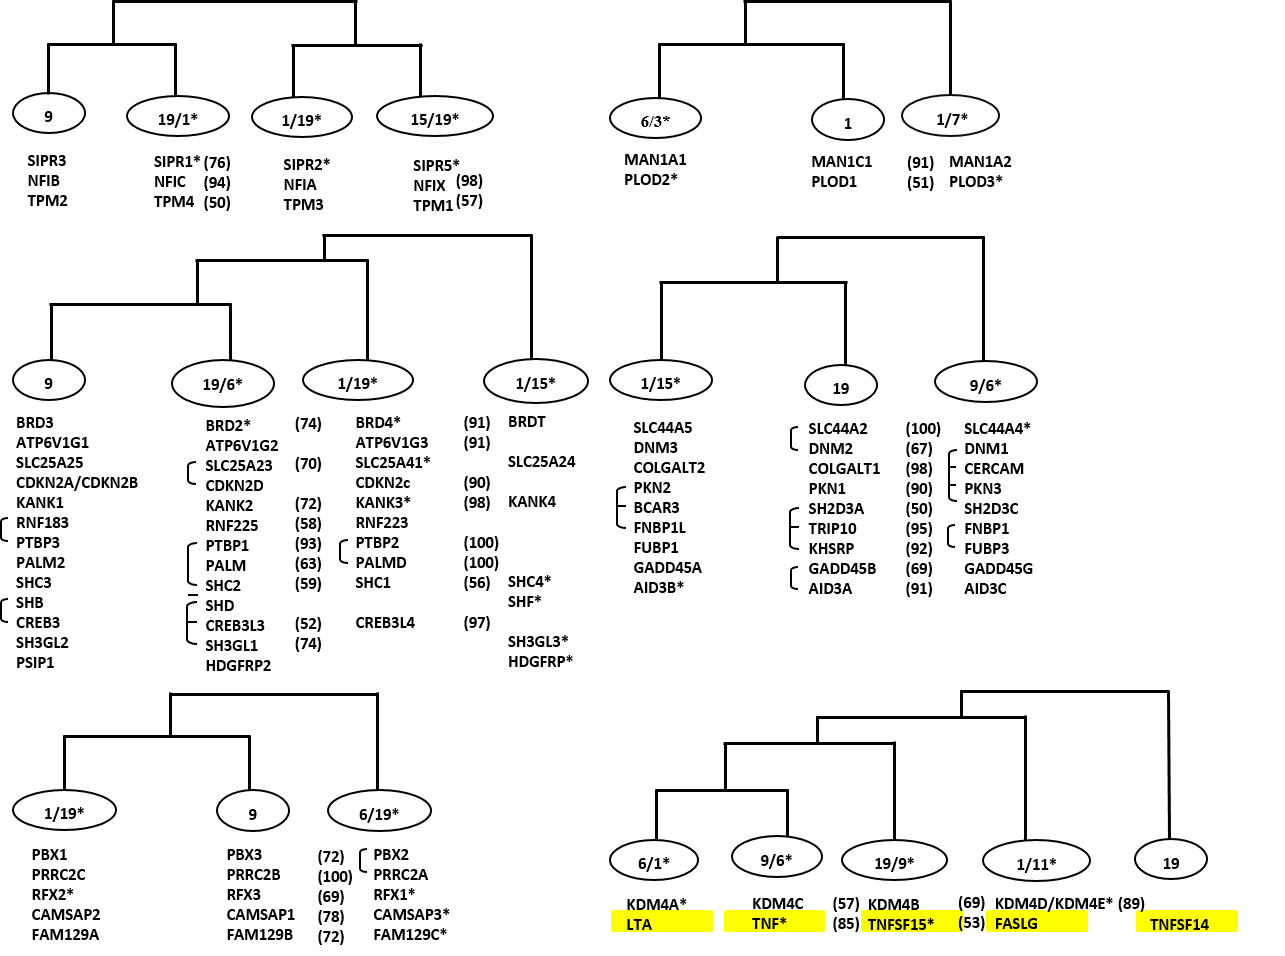 9 19/1* 1/19* 15/19*
SIPR3 SIPR1* (76) SIPR2* SIPR5*
NFIB NFIC (94) NFIA NFIX (98)
TPM2 TPM4 (50) TPM3 TPM1 (57)
6/3* 1 1/7*
MAN1A1 MAN1C1 (91) MAN1A2
PLOD2* PLOD1 (51) PLOD3*
9 19/6* 1/19* 1/15*
BRD3 BRD2* (74) BRD4* (91) BRDT
ATP6V1G1 ATP6V1G2 ATP6V1G3 (91)
SLC25A25 SLC25A23 (70) SLC25A41* SLC25A24
CDKN2A/CDKN2B CDKN2D CDKN2c (90)
KANK1 KANK2 (72) KANK3* (98) KANK4
RNF183 RNF225 (58) RNF223
PTBP3 PTBP1 (93) PTBP2 (100)
PALM2 PALM (63) PALMD (100)
SHC3 SHC2 (59) SHC1 (56) SHC4*
SHB SHD SHF*
CREB3 CREB3L3 (52) CREB3L4 (97)
SH3GL2 SH3GL1 (74) SH3GL3*
PSIP1 HDGFRP2 HDGFRP*
1/15* 19 9/6*
SLC44A5 SLC44A2 (100) SLC44A4*
DNM3 DNM2 (67) DNM1
COLGALT2 COLGALT1 (98) CERCAM
PKN2 PKN1 (90) PKN3
BCAR3 SH2D3A (50) SH2D3C
FNBP1L TRIP10 (95) FNBP1
FUBP1 KHSRP (92) FUBP3
GADD45A GADD45B (69) GADD45G
AID3B* AID3A (91) AID3C
1/19* 9 6/19*
PBX1 PBX3 (72) PBX2
PRRC2C PRRC2B (100) PRRC2A
RFX2* RFX3 (69) RFX1*
CAMSAP2 CAMSAP1 (78) CAMSAP3*
FAM129A FAM129B (72) FAM129C*
6/1* 9/6* 19/9* 1/11* 19
KDM4A* KDM4C (57) KDM4B (69) KDM4D/KDM4E* (89)
LTA TNF* (85) TNFSF15* (53) FASLG TNFSF14